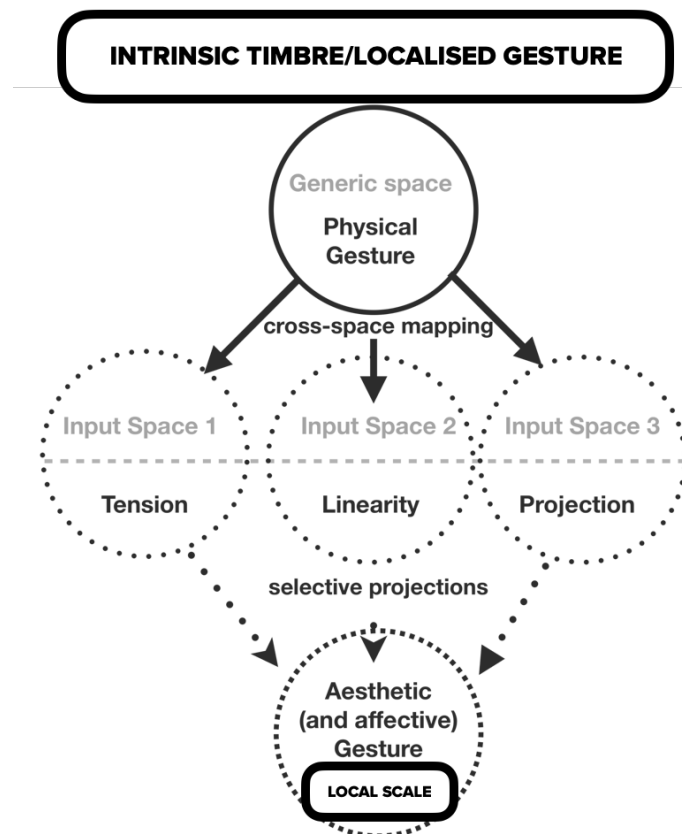 INTRINSIC TIMBRE/LOCALISED GESTURE
Generic space
Physical
Gesture
cross-space mapping
Input Space 1
Input Space 2
Input Space 3
Tension
Linearity
Projection
selective projections
Aesthetic
(and affective)
Gesture
LOCAL SCALE